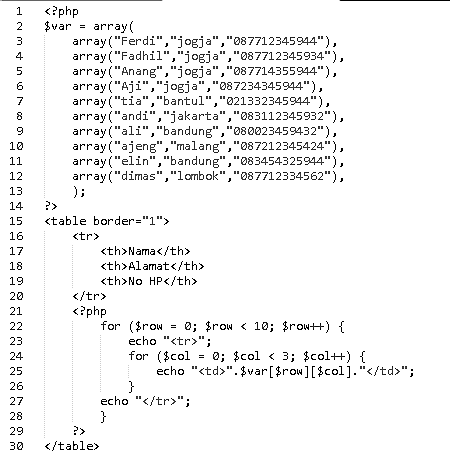 1 <?php
2 $var = array(
3 array("Ferdi","jogja","087712345944"),
4 array("Fadhil","jogja","087712345934"),
5 array("Anang","jogja","087714355944"),
6 array("Aji","jogja","087234345944"),
7 array("tia","bantul","021332345944"),
8 array("andi","jakarta","083112345932"),
9 array("ali","bandung","080023459432"),
10 array("ajeng","malang","087212345424"),
11 array("elin","bandung","083454325944"),
12 array("dimas","lombok","087712334562"),
13 );
14 ?>
15 <table border="1">
16 <tr>
17 <th>Nama</th>
18 <th>Alamat</th>
19 <th>No HP</th>
20 </tr>
21 <?php
22 for ($row = 0; $row < 10; $row++) {
23 echo "<tr>";
24 for ($col = 0; $col < 3; $col++) {
25 echo "<td>".$var[$row][$col]."</td>";
26 }
27 echo "</tr>";
28 }
29 ?>
30 </table>